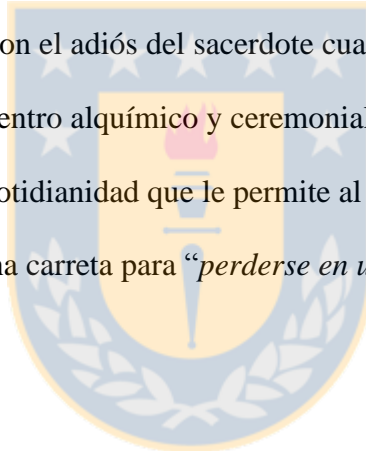 on el adiós del sacerdote cua
entro alquímico y ceremonial
otidianidad que le permite al
na carreta para “perderse en u